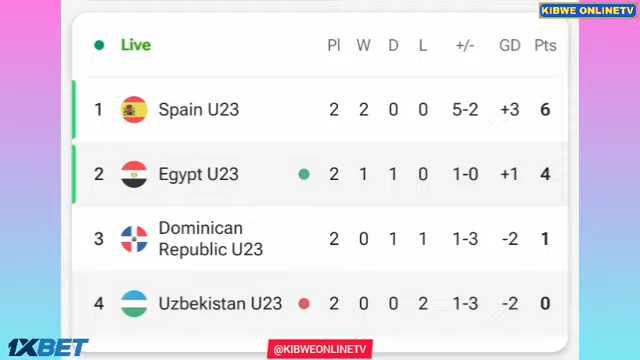 KIBWE ONLINETV
Live Pl W D L +/- GD Pts
1 Spain U23 2 2 0 0 5-2 +3 6
2 Egypt U23 2 1 1 0 1-0 +1 4
3 Dominican Republic U23 2 0 1 1 1-3 -2 1
4 Uzbekistan U23 2 0 0 2 1-3 -2 0
1XBET
@KIBWEONLINETV